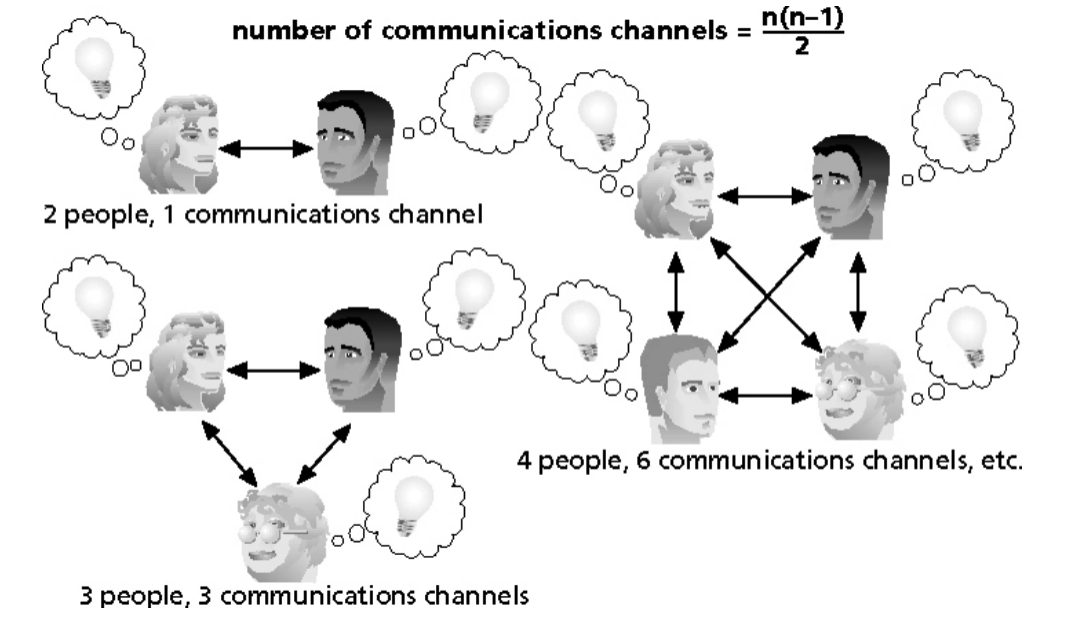 number of communications channels = n(n–1)
2
2 people, 1 communications channel
4 people, 6 communications channels, etc.
3 people, 3 communications channels